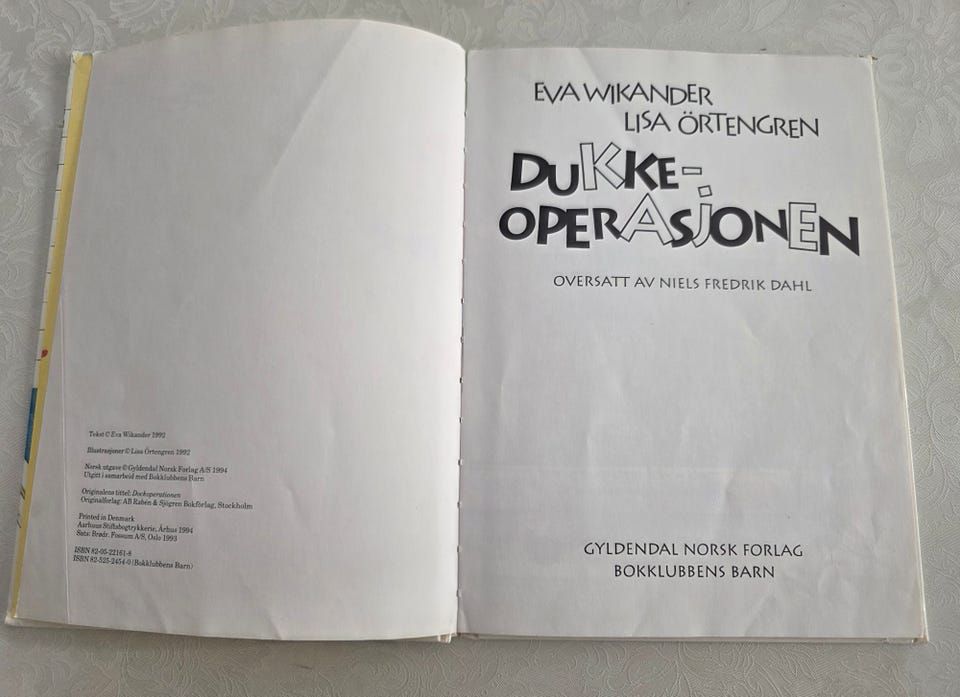 Tekst © Eva Wikander 1992
Illustrasjoner © Lisa Örtengren 1992
Norsk utgave © Gyldendal Norsk Forlag A/S 1994
Utgitt i samarbeid med Bokklubbens Barn
Originalens tittel: Dockoperationen
Originalforlag: AB Rabén & Sjögren Bokförlag, Stockholm
Printed in Denmark
Aarhuus Stiftsbogtrykkerie, Århus 1994
Sats: Brødr. Fossum A/S, Oslo 1993
ISBN 82-05-22161-8
ISBN 82-525-2454-0 (Bokklubbens Barn)
EVA WIKANDER
LISA ÖRTENGREN
DUKKE-
OPERASJONEN
OVERSATT AV NIELS FREDRIK DAHL
GYLDENDAL NORSK FORLAG
BOKKLUBBENS BARN